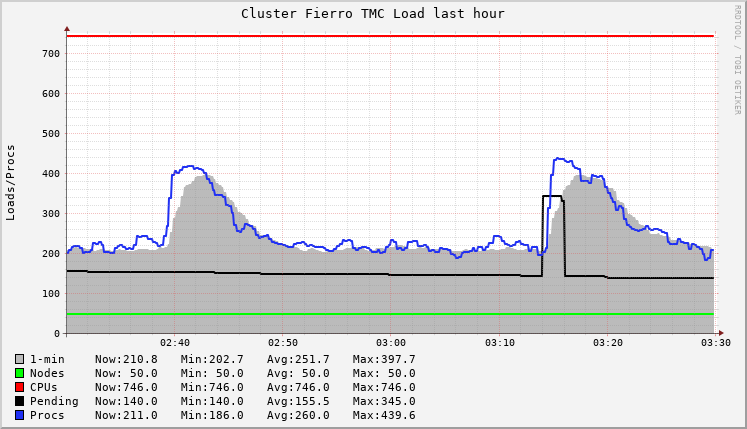 Cluster Fierro TMC Load last hour
RRDTOOL / TOBI OETIKER
Loads/Procs
700
600
500
400
300
200
100
0
02:40 02:50 03:00 03:10 03:20 03:30
1-min Now:210.8 Min:202.7 Avg:251.7 Max:397.7
Nodes Now: 50.0 Min: 50.0 Avg: 50.0 Max: 50.0
CPUs Now:746.0 Min:746.0 Avg:746.0 Max:746.0
Pending Now:140.0 Min:140.0 Avg:155.5 Max:345.0
Procs Now:211.0 Min:186.0 Avg:260.0 Max:439.6